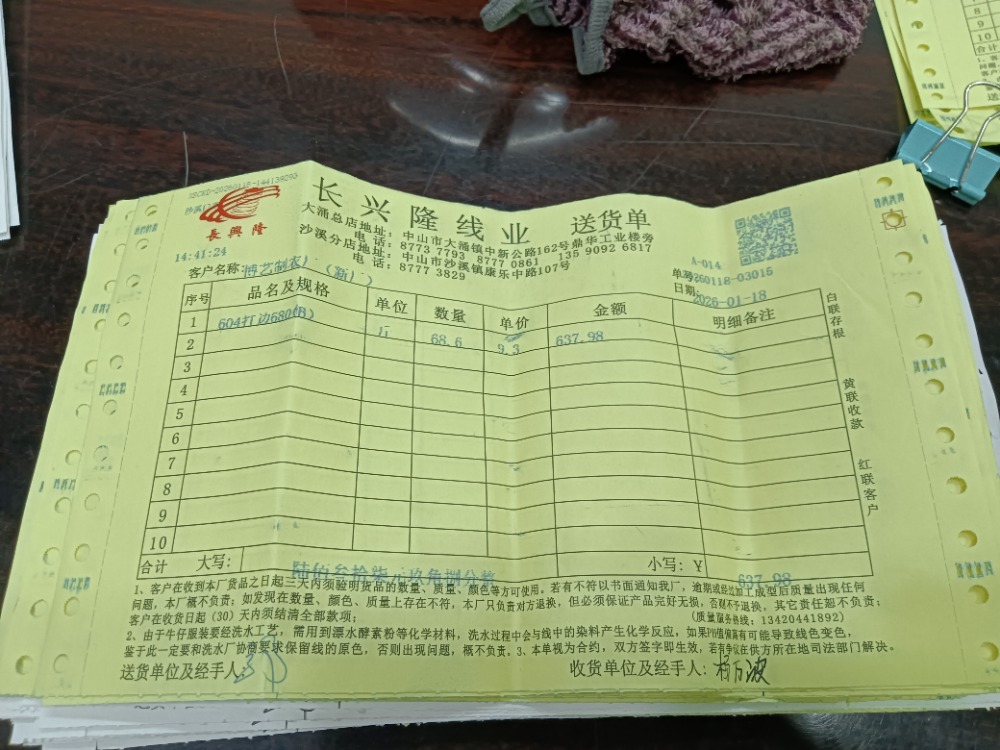 XSCKD-20260118-144139295
長興隆
长兴隆线业 送货单
大涌总店地址：中山市大涌镇中新公路162号鼎华工业楼旁
电话：8773 7793 8777 0861 135 9092 6817
沙溪分店地址：中山市沙溪镇康乐中路107号
电话：8777 3829
14:41:24
A-014
客户名称：博艺制衣厂（新厂）
单号：260118-03015
日期：2026-01-18
序号 品名及规格 单位 数量 单价 金额 明细备注
1 604打边680(B) 68.6 9.3 637.98
2
3
4
5
6
7
8
9
10
合计 大写： 陆佰叁拾柒元玖角捌分整 小写：¥ 637.98
白联存根
黄联收款
红联客户
1、客户在收到本厂货品之日起三天内须验明货品的数量、质量、颜色等方可使用。若有不符以书面通知我厂，逾期或经过加工成型后质量出现任何
问题，本厂概不负责；如发现在数量、颜色、质量上存在不符，本厂只负责对方退换，但必须保证产品完好无损，否则不予退换，其它责任恕不负责；
客户在收货日起（30）天内须结清全部款项； (质量服务热线：13420441892)
2、由于牛仔服装要经洗水工艺，需用到漂水酵素粉等化学材料，洗水过程中会与线中的染料产生化学反应，如果PH值偏高有可能导致线色变色，
鉴于此一定要和洗水厂协商要求保留线的原色，否则出现问题，概不负责。3、本单视为合约，双方签字即生效，若有争议在供方所在地司法部门解决。
送货单位及经手人： 收货单位及经手人：